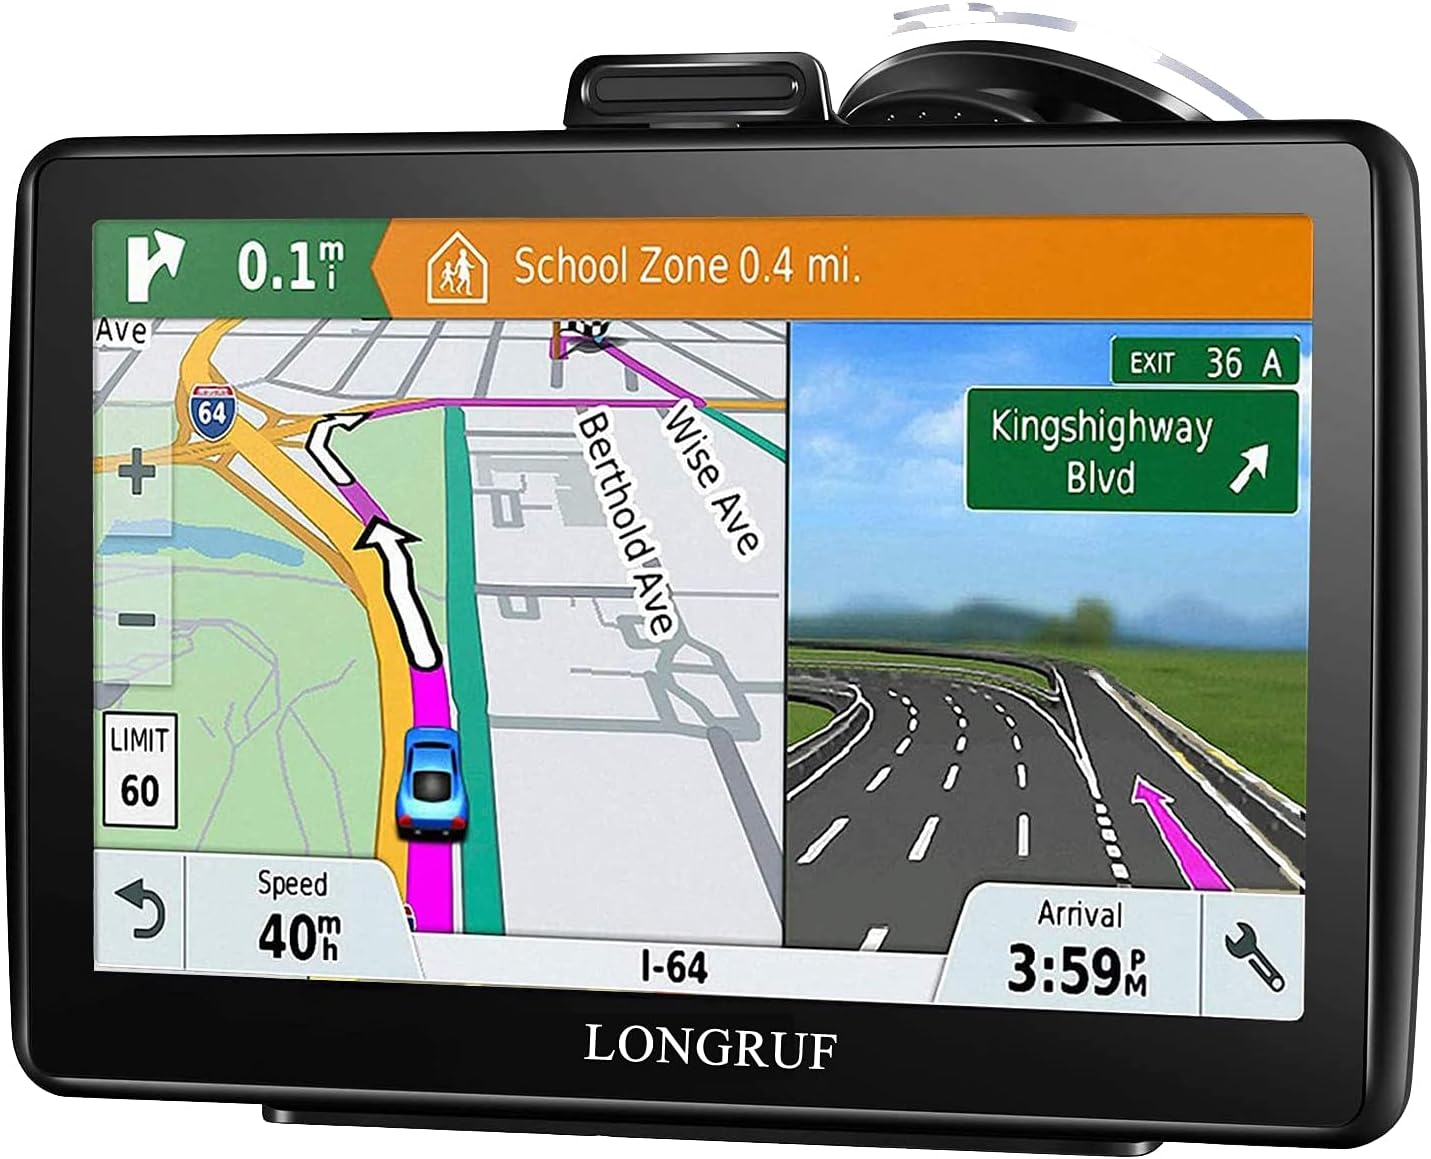 0.1 mi
School Zone 0.4 mi.
Ave
64
EXIT 36 A
Kingshighway
Blvd
Wise Ave
Berthold Ave
LIMIT
60
Speed
40 mh
I-64
Arrival
3:59 PM
LONGRUF